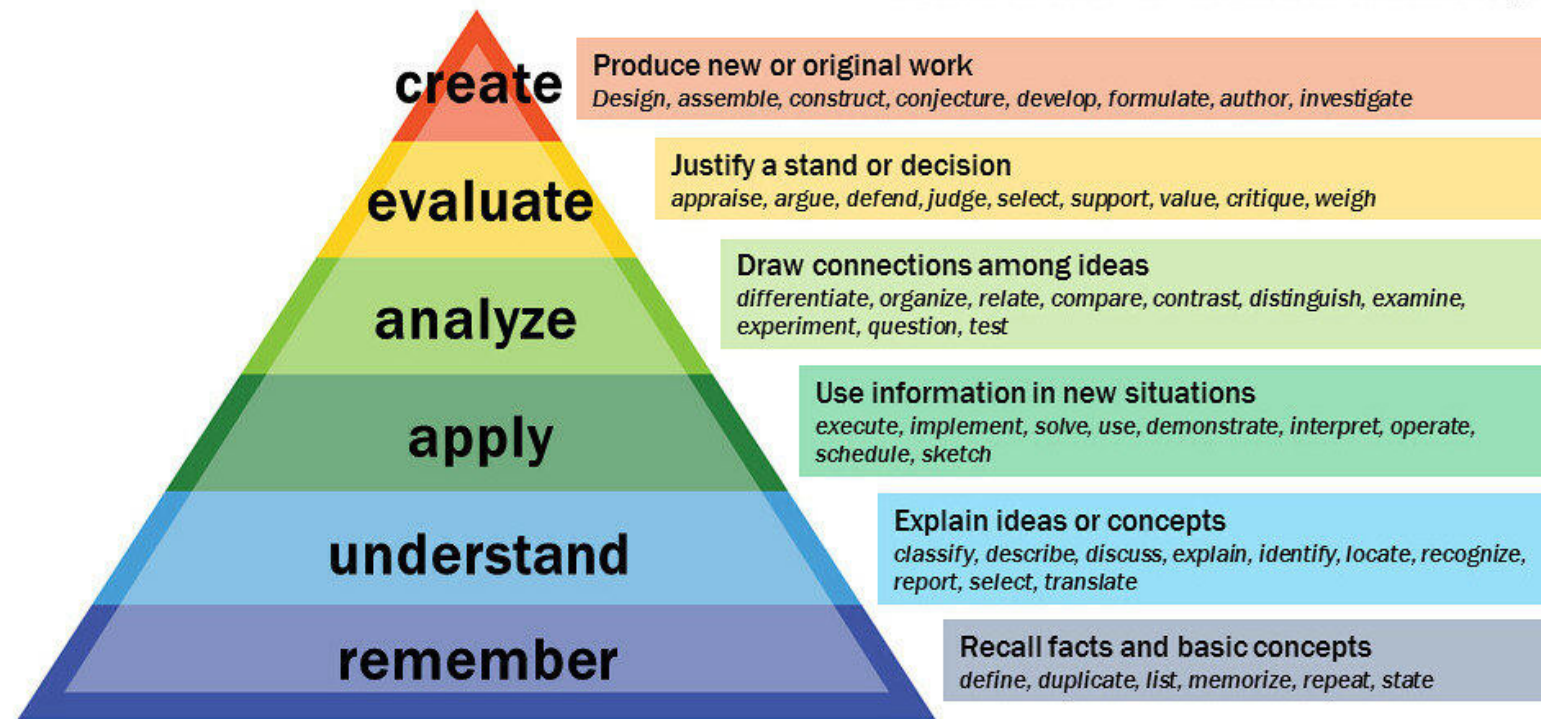 create
Produce new or original work
Design, assemble, construct, conjecture, develop, formulate, author, investigate
evaluate
Justify a stand or decision
appraise, argue, defend, judge, select, support, value, critique, weigh
analyze
Draw connections among ideas
differentiate, organize, relate, compare, contrast, distinguish, examine,
experiment, question, test
apply
Use information in new situations
execute, implement, solve, use, demonstrate, interpret, operate,
schedule, sketch
understand
Explain ideas or concepts
classify, describe, discuss, explain, identify, locate, recognize,
report, select, translate
remember
Recall facts and basic concepts
define, duplicate, list, memorize, repeat, state